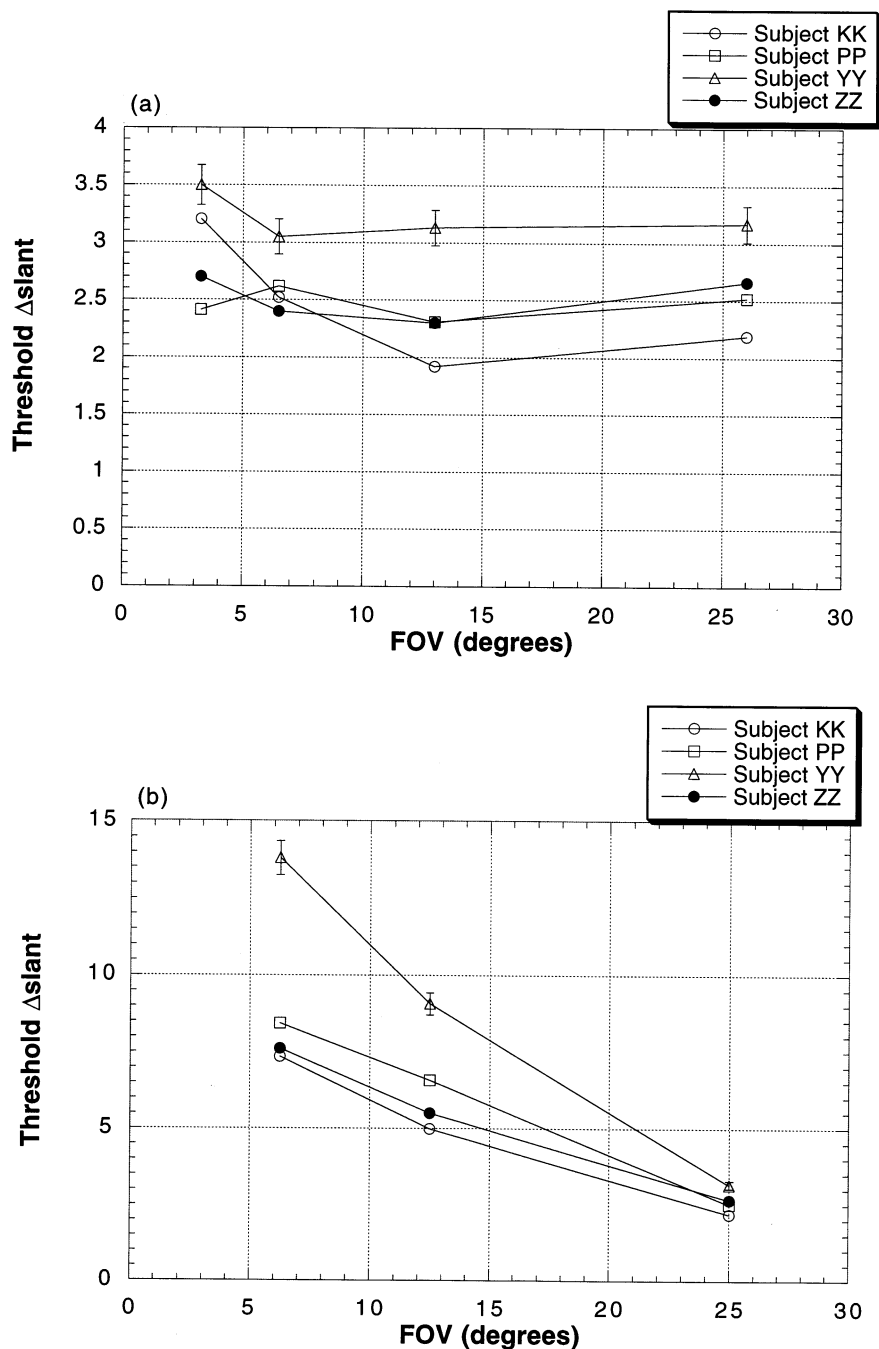 Subject KK
Subject PP
Subject YY
Subject ZZ
(a)
4
3.5
3
2.5
2
1.5
1
0.5
0
Threshold Δslant
0 5 10 15 20 25 30
FOV (degrees)
Subject KK
Subject PP
Subject YY
Subject ZZ
(b)
15
10
5
0
Threshold Δslant
0 5 10 15 20 25 30
FOV (degrees)